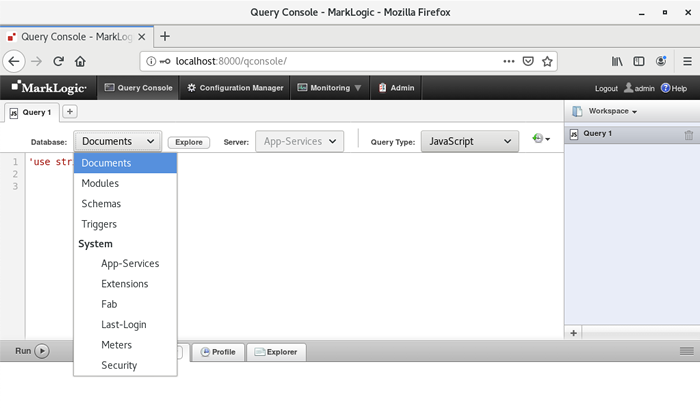 Query Console - MarkLogic - Mozilla Firefox
Query Console - MarkLog
localhost:8000/qconsole/
MarkLogic Query Console Configuration Manager Monitoring Admin Logout admin Help
Query 1 Workspace
Database: Documents Explore Server: App-Services Query Type: JavaScript Query 1
1 'use str
2
3
Documents
Modules
Schemas
Triggers
System
App-Services
Extensions
Fab
Last-Login
Meters
Security
Run Profile Explorer